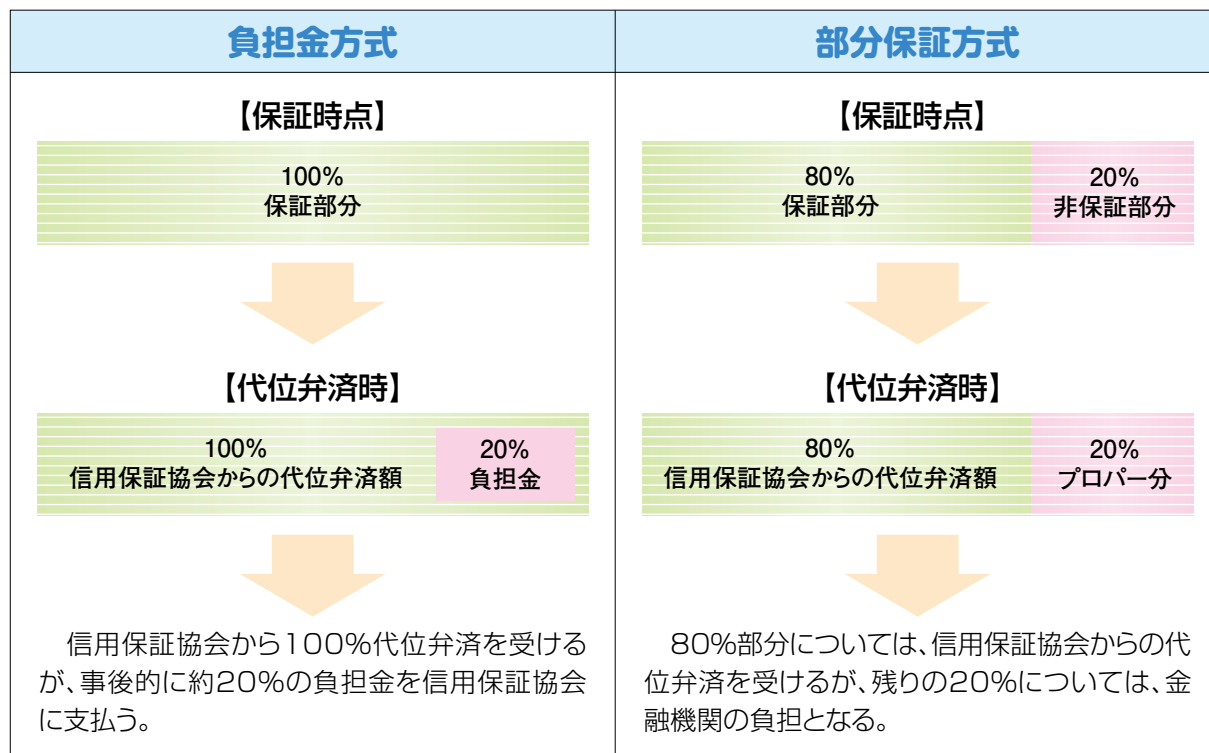 負担金方式
【保証時点】
100%
保証部分
【代位弁済時】
100%
信用保証協会からの代位弁済額
20%
負担金
信用保証協会から100%代位弁済を受ける
が、事後的に約20%の負担金を信用保証協会
に支払う。
部分保証方式
【保証時点】
80%
保証部分
20%
非保証部分
【代位弁済時】
80%
信用保証協会からの代位弁済額
20%
プロパー分
80%部分については、信用保証協会からの代
位弁済を受けるが、残りの20%については、金
融機関の負担となる。